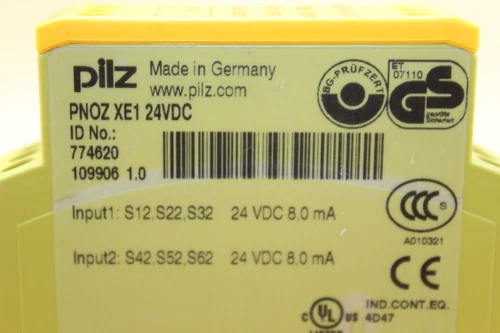 pilz
Made in Germany
www.pilz.com
PNOZ XE1 24VDC
ID No.:
774620
109906 1.0
Input1: S12,S22,S32 24 VDC 8,0 mA
Input2: S42,S52,S62 24 VDC 8,0 mA
BG-PRÜFZERT
ET
07110
GS
geprüfte
Sicherheit
CCC S
A010321
CE
C UL US
IND.CONT.EQ.
4D47
LISTED